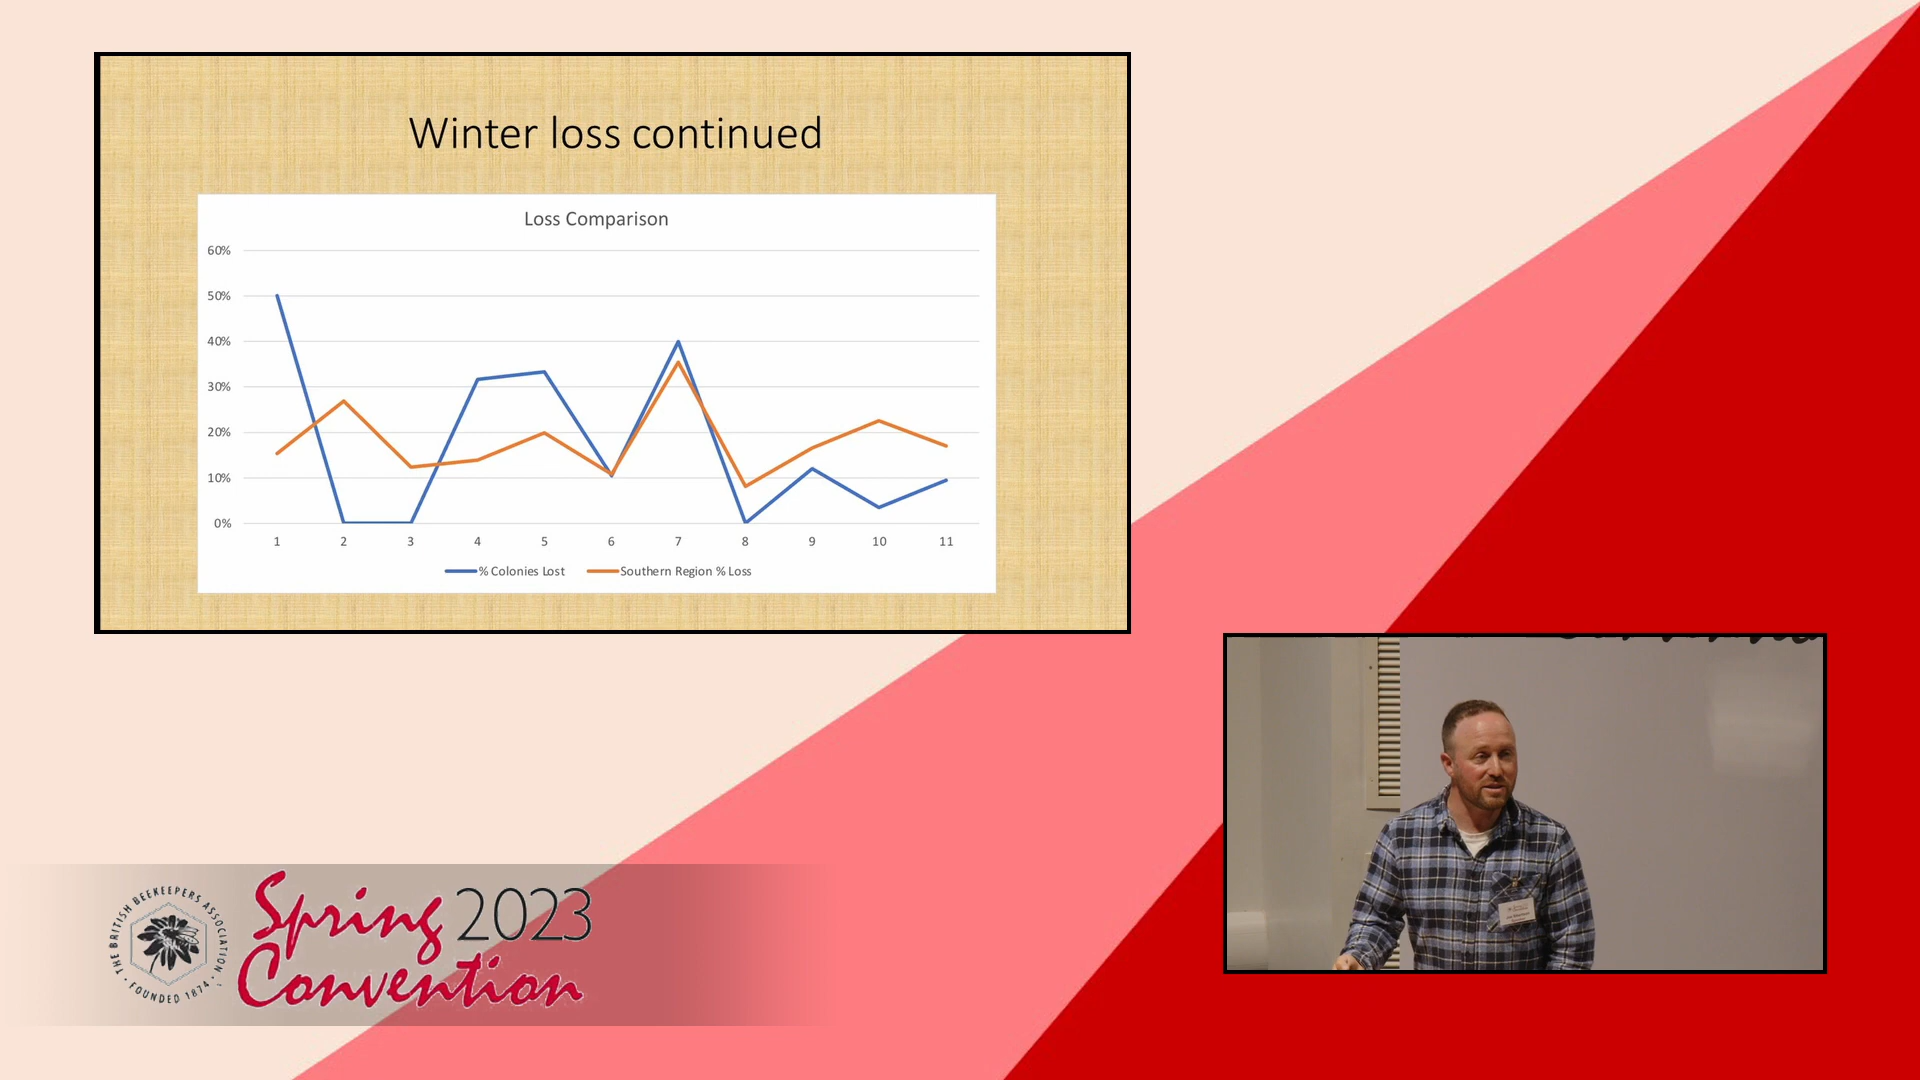 Winter loss continued
Loss Comparison
60%
50%
40%
30%
20%
10%
0%
1 2 3 4 5 6 7 8 9 10 11
% Colonies Lost Southern Region % Loss
THE BRITISH BEEKEEPERS ASSOCIATION
FOUNDED 1874
Spring 2023
Convention